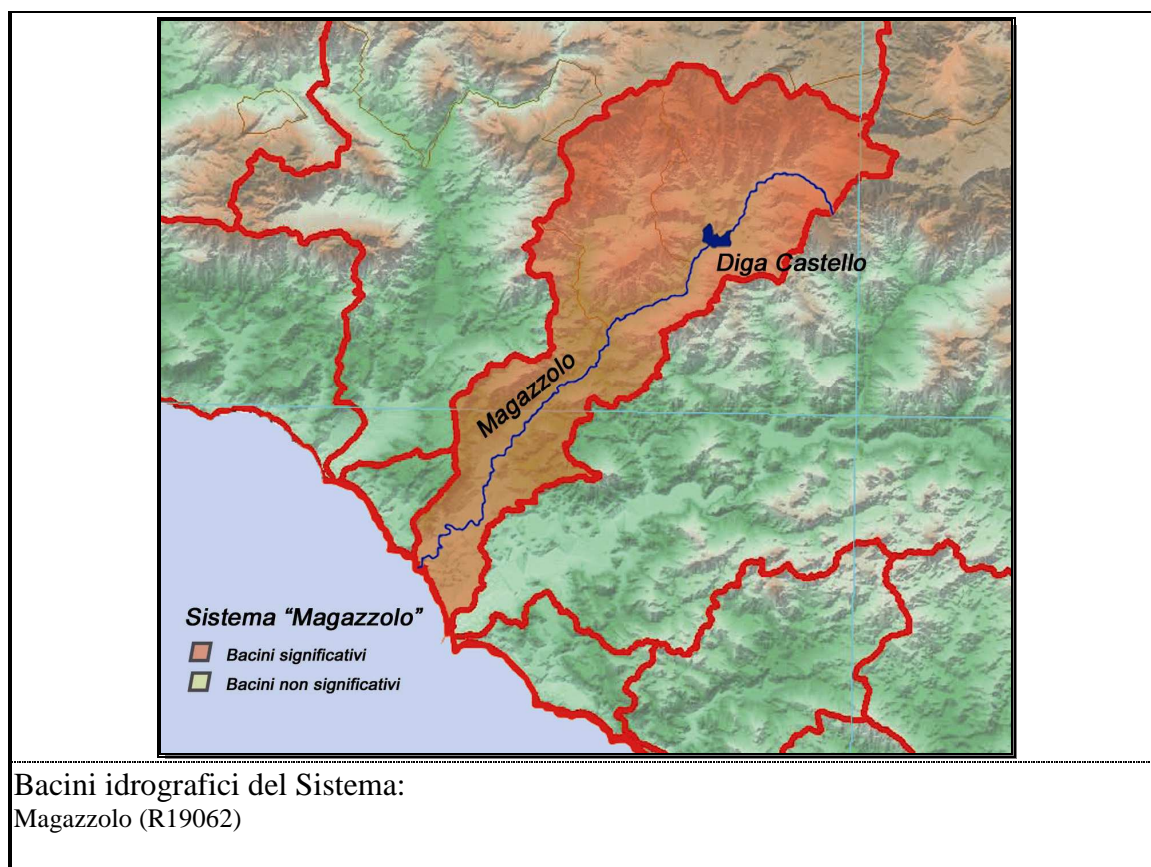 Diga Castello
Magazzolo
Sistema "Magazzolo"
Bacini significativi
Bacini non significativi
Bacini idrografici del Sistema:
Magazzolo (R19062)